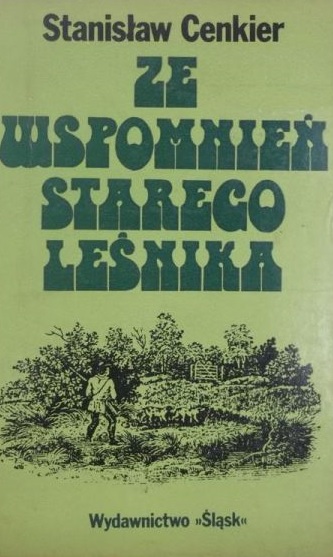 Stanisław Cenkier
ZE
WSPOMNIEŃ
STAREGO
LEŚNIKA
Wydawnictwo »Śląsk«